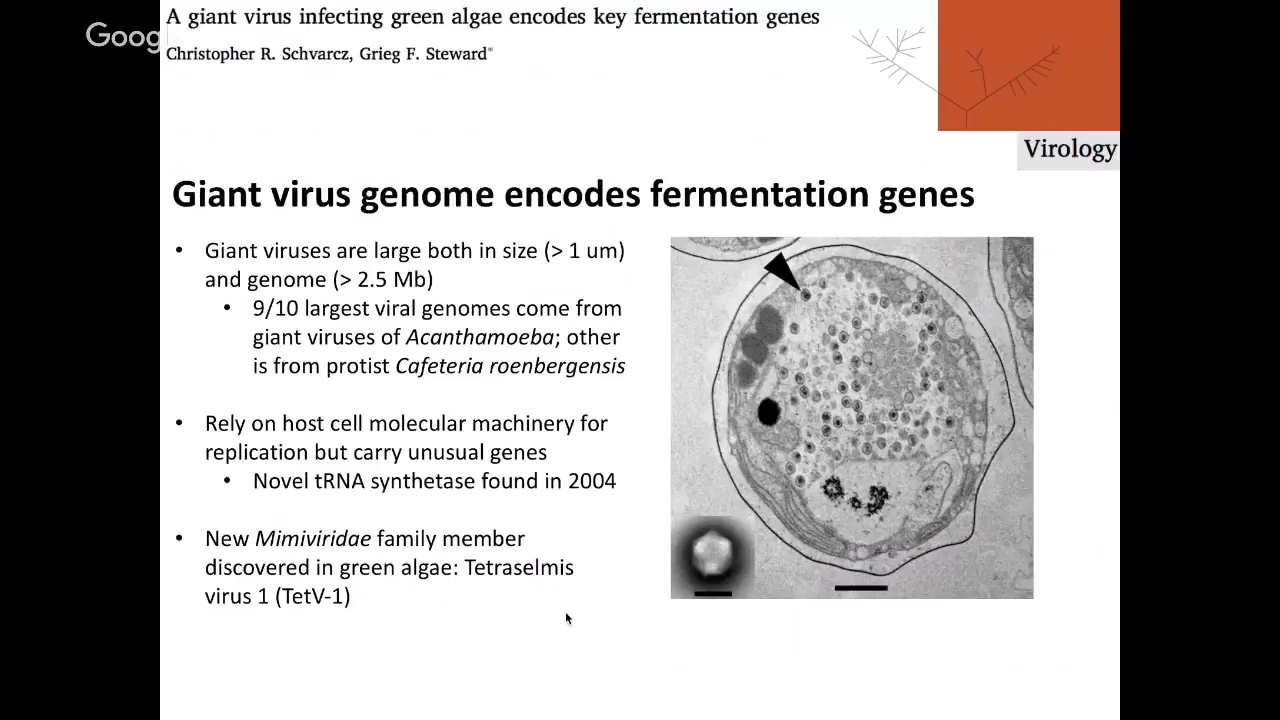 A giant virus infecting green algae encodes key fermentation genes
Goog
Christopher R. Schvarcz, Grieg F. Steward*
Virology
Giant virus genome encodes fermentation genes
• Giant viruses are large both in size (> 1 um)
and genome (> 2.5 Mb)
• 9/10 largest viral genomes come from
giant viruses of Acanthamoeba; other
is from protist Cafeteria roenbergensis
• Rely on host cell molecular machinery for
replication but carry unusual genes
• Novel tRNA synthetase found in 2004
• New Mimiviridae family member
discovered in green algae: Tetraselmis
virus 1 (TetV-1)